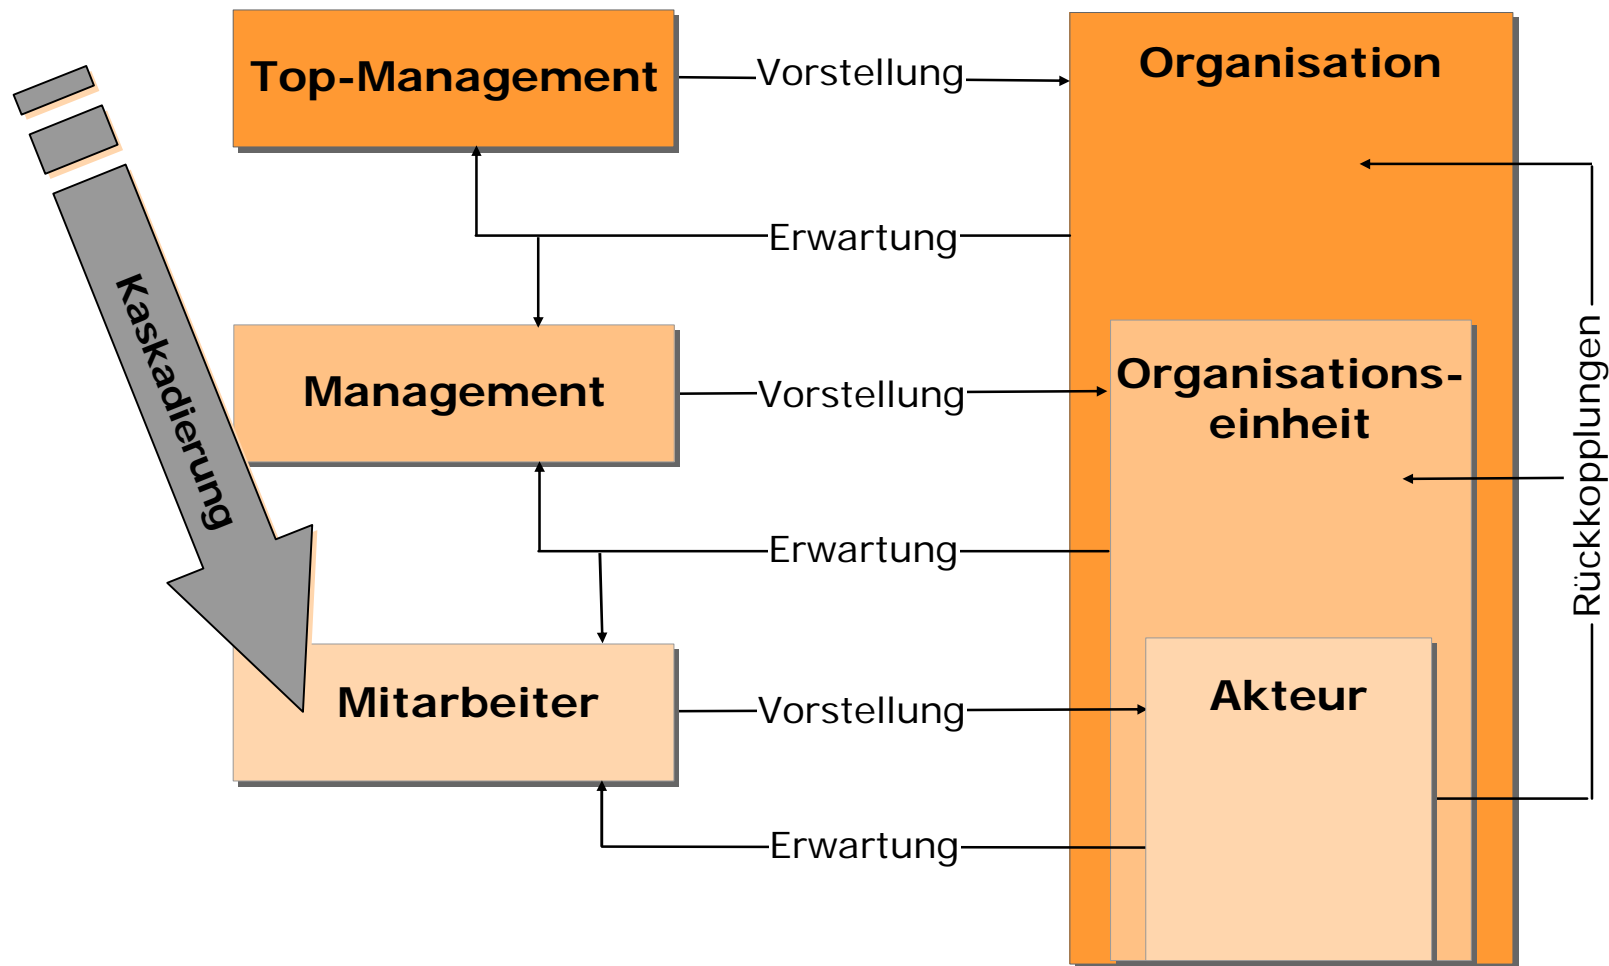 Top-Management
Vorstellung
Organisation
Erwartung
Kaskadierung
Management
Vorstellung
Organisations-
einheit
Rückkopplungen
Erwartung
Mitarbeiter
Vorstellung
Akteur
Erwartung